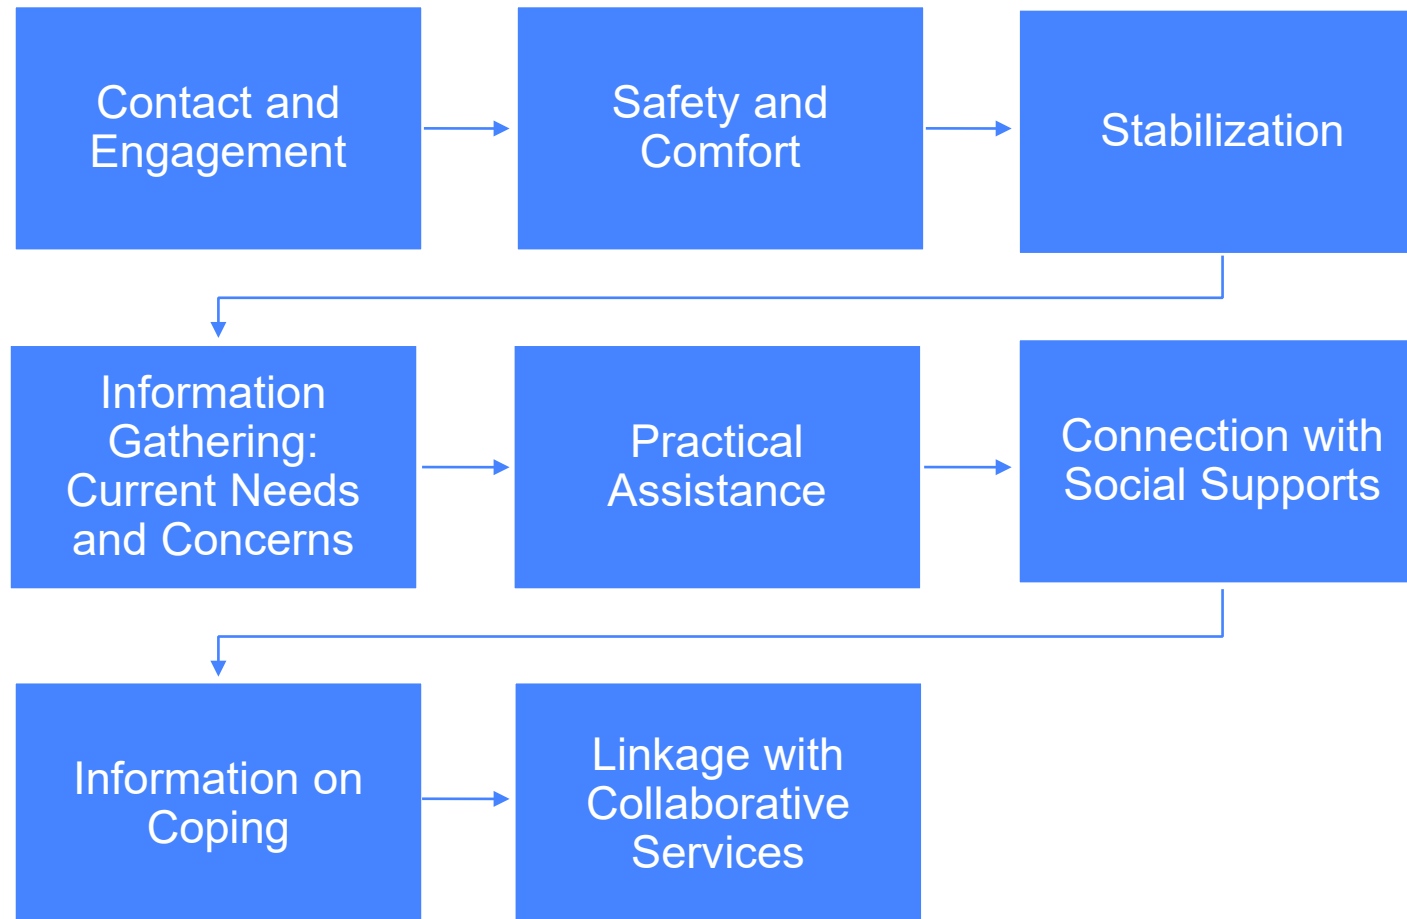 Contact and
Engagement
Safety and
Comfort
Stabilization
Information
Gathering:
Current Needs
and Concerns
Practical
Assistance
Connection with
Social Supports
Information on
Coping
Linkage with
Collaborative
Services